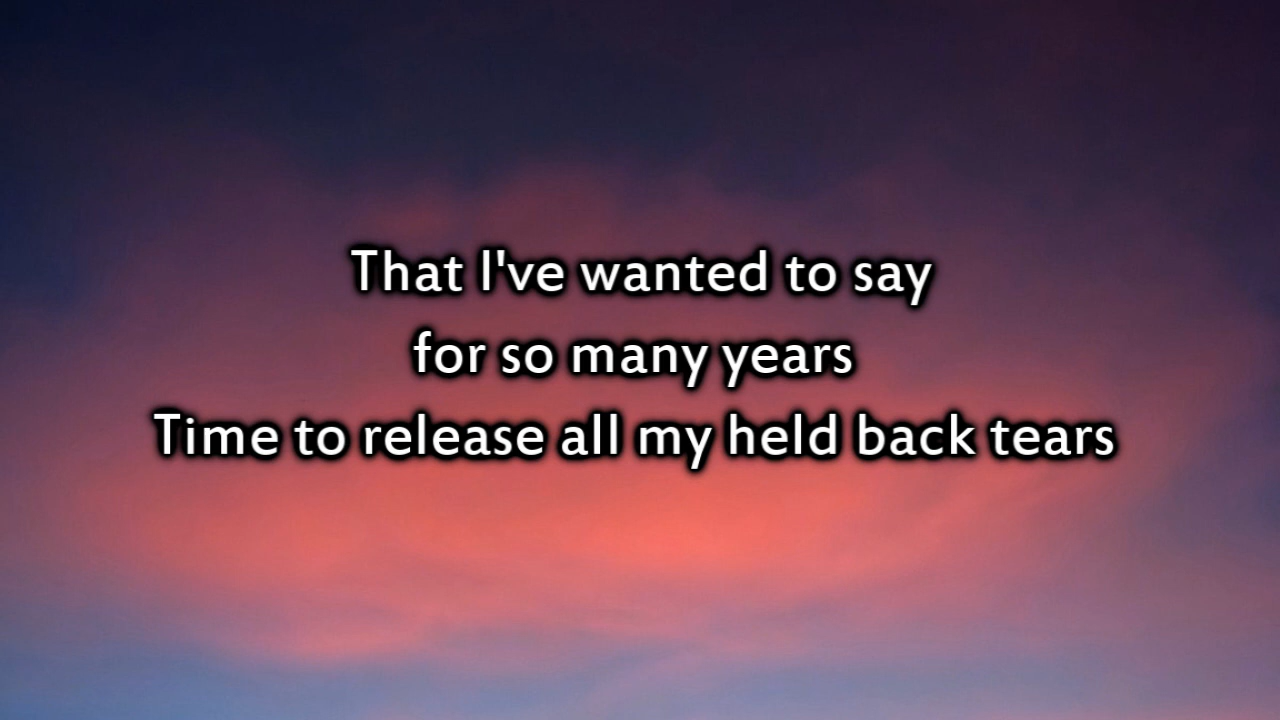 That I've wanted to say
for so many years
Time to release all my held back tears